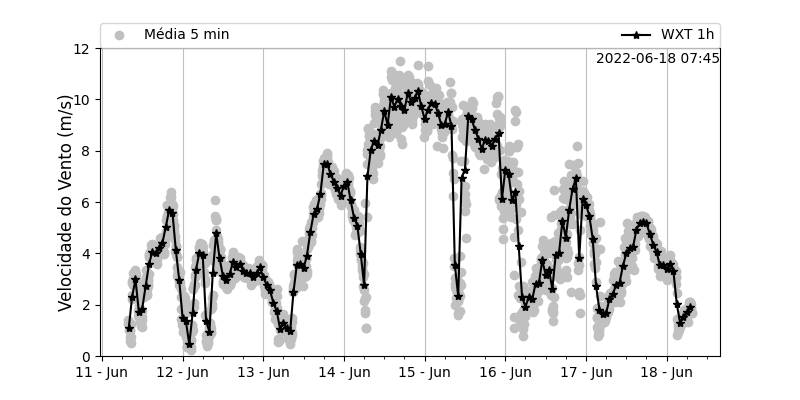 Média 5 min
WXT 1h
2022-06-18 07:45
Velocidade do Vento (m/s)
12
10
8
6
4
2
0
11 - Jun
12 - Jun
13 - Jun
14 - Jun
15 - Jun
16 - Jun
17 - Jun
18 - Jun